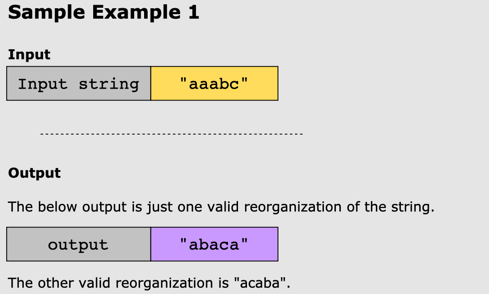 Sample Example 1
Input
Input string "aaabc"
Output
The below output is just one valid reorganization of the string.
output "abaca"
The other valid reorganization is "acaba".